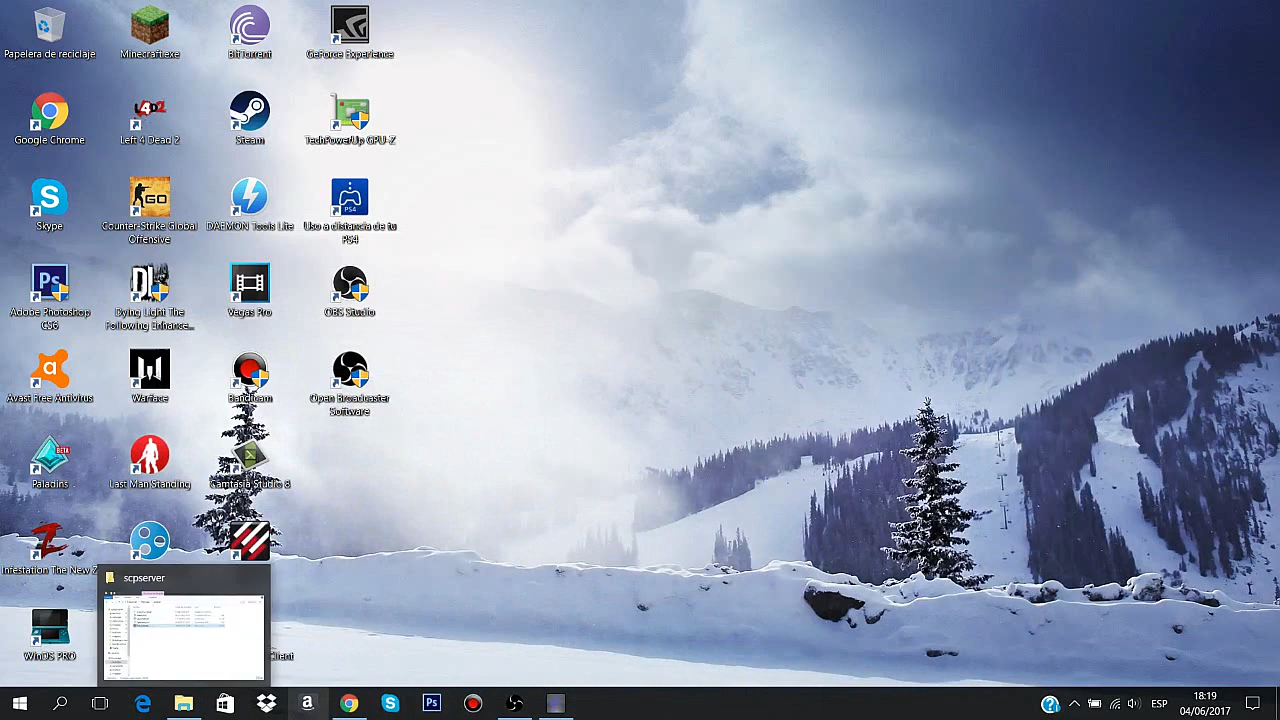 Papelera de reciclaje
Minecraft.exe
BitTorrent
GeForce Experience
Google Chrome
Left 4 Dead 2
Steam
TechPowerUp GPU-Z
Skype
Counter-Strike Global
Offensive
DAEMON Tools Lite
Uso a distancia de tu
PS4
Adobe Photoshop
CS6
Dying Light The
Following Enhance...
Vegas Pro
OBS Studio
Avast Free Antivirus
Warface
Bandicam
Open Broadcaster
Software
Paladins
Last Man Standing
Camtasia Studio 8
Infestation The New Z
scpserver
ESP
18:19
04/06/2017